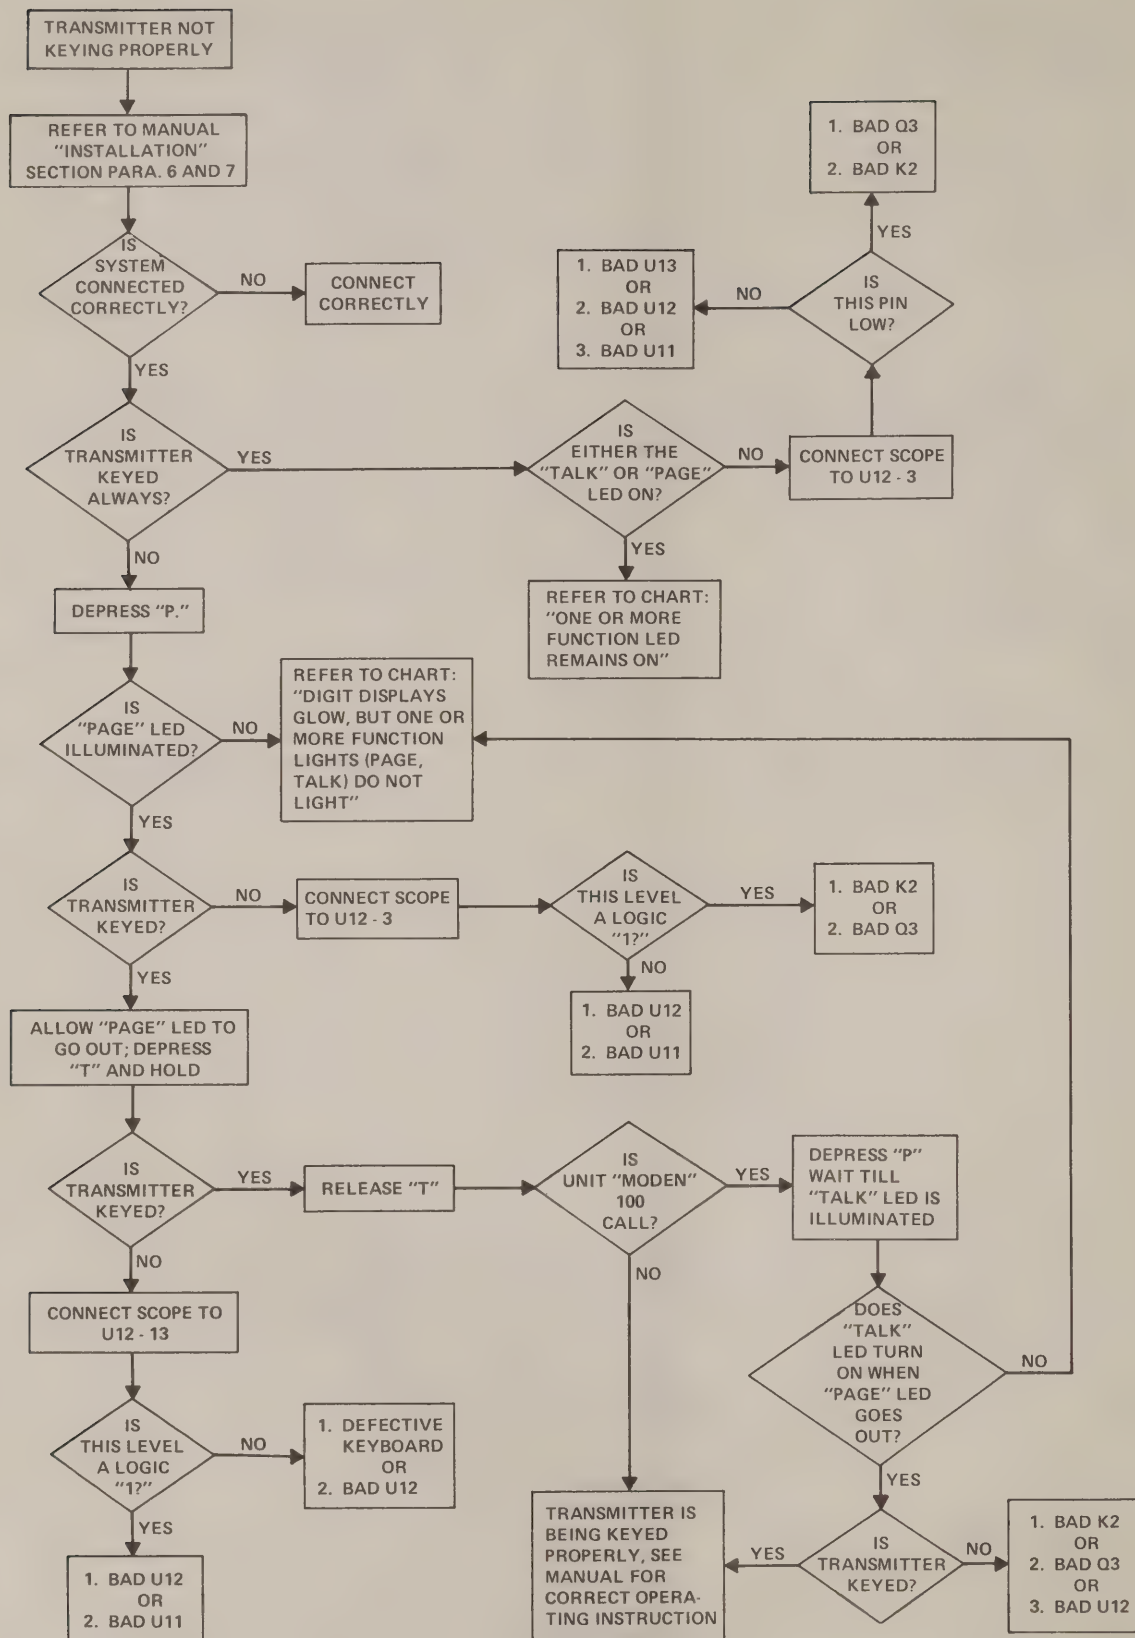 TRANSMITTER NOT
KEYING PROPERLY
REFER TO MANUAL
"INSTALLATION"
SECTION PARA. 6 AND 7
IS
SYSTEM
CONNECTED
CORRECTLY?
NO
CONNECT
CORRECTLY
YES
1. BAD Q3
OR
2. BAD K2
YES
IS
THIS PIN
LOW?
NO
1. BAD U13
OR
2. BAD U12
OR
3. BAD U11
IS
TRANSMITTER
KEYED
ALWAYS?
YES
IS
EITHER THE
"TALK" OR "PAGE"
LED ON?
NO
CONNECT SCOPE
TO U12 - 3
YES
REFER TO CHART:
"ONE OR MORE
FUNCTION LED
REMAINS ON"
NO
DEPRESS "P."
IS
"PAGE" LED
ILLUMINATED?
NO
REFER TO CHART:
"DIGIT DISPLAYS
GLOW, BUT ONE OR
MORE FUNCTION
LIGHTS (PAGE,
TALK) DO NOT
LIGHT"
YES
IS
TRANSMITTER
KEYED?
NO
CONNECT SCOPE
TO U12 - 3
IS
THIS LEVEL
A LOGIC
"1?"
YES
1. BAD K2
OR
2. BAD Q3
NO
1. BAD U12
OR
2. BAD U11
YES
ALLOW "PAGE" LED TO
GO OUT; DEPRESS
"T" AND HOLD
IS
TRANSMITTER
KEYED?
YES
RELEASE "T"
IS
UNIT "MODEN"
100
CALL?
YES
DEPRESS "P"
WAIT TILL
"TALK" LED IS
ILLUMINATED
NO
NO
CONNECT SCOPE TO
U12 - 13
DOES
"TALK"
LED TURN
ON WHEN
"PAGE" LED
GOES
OUT?
NO
IS
THIS LEVEL
A LOGIC
"1?"
NO
1. DEFECTIVE
KEYBOARD
OR
2. BAD U12
YES
1. BAD U12
OR
2. BAD U11
YES
TRANSMITTER IS
BEING KEYED
PROPERLY, SEE
MANUAL FOR
CORRECT OPERA-
TING INSTRUCTION
YES
IS
TRANSMITTER
KEYED?
NO
1. BAD K2
OR
2. BAD Q3
OR
3. BAD U12